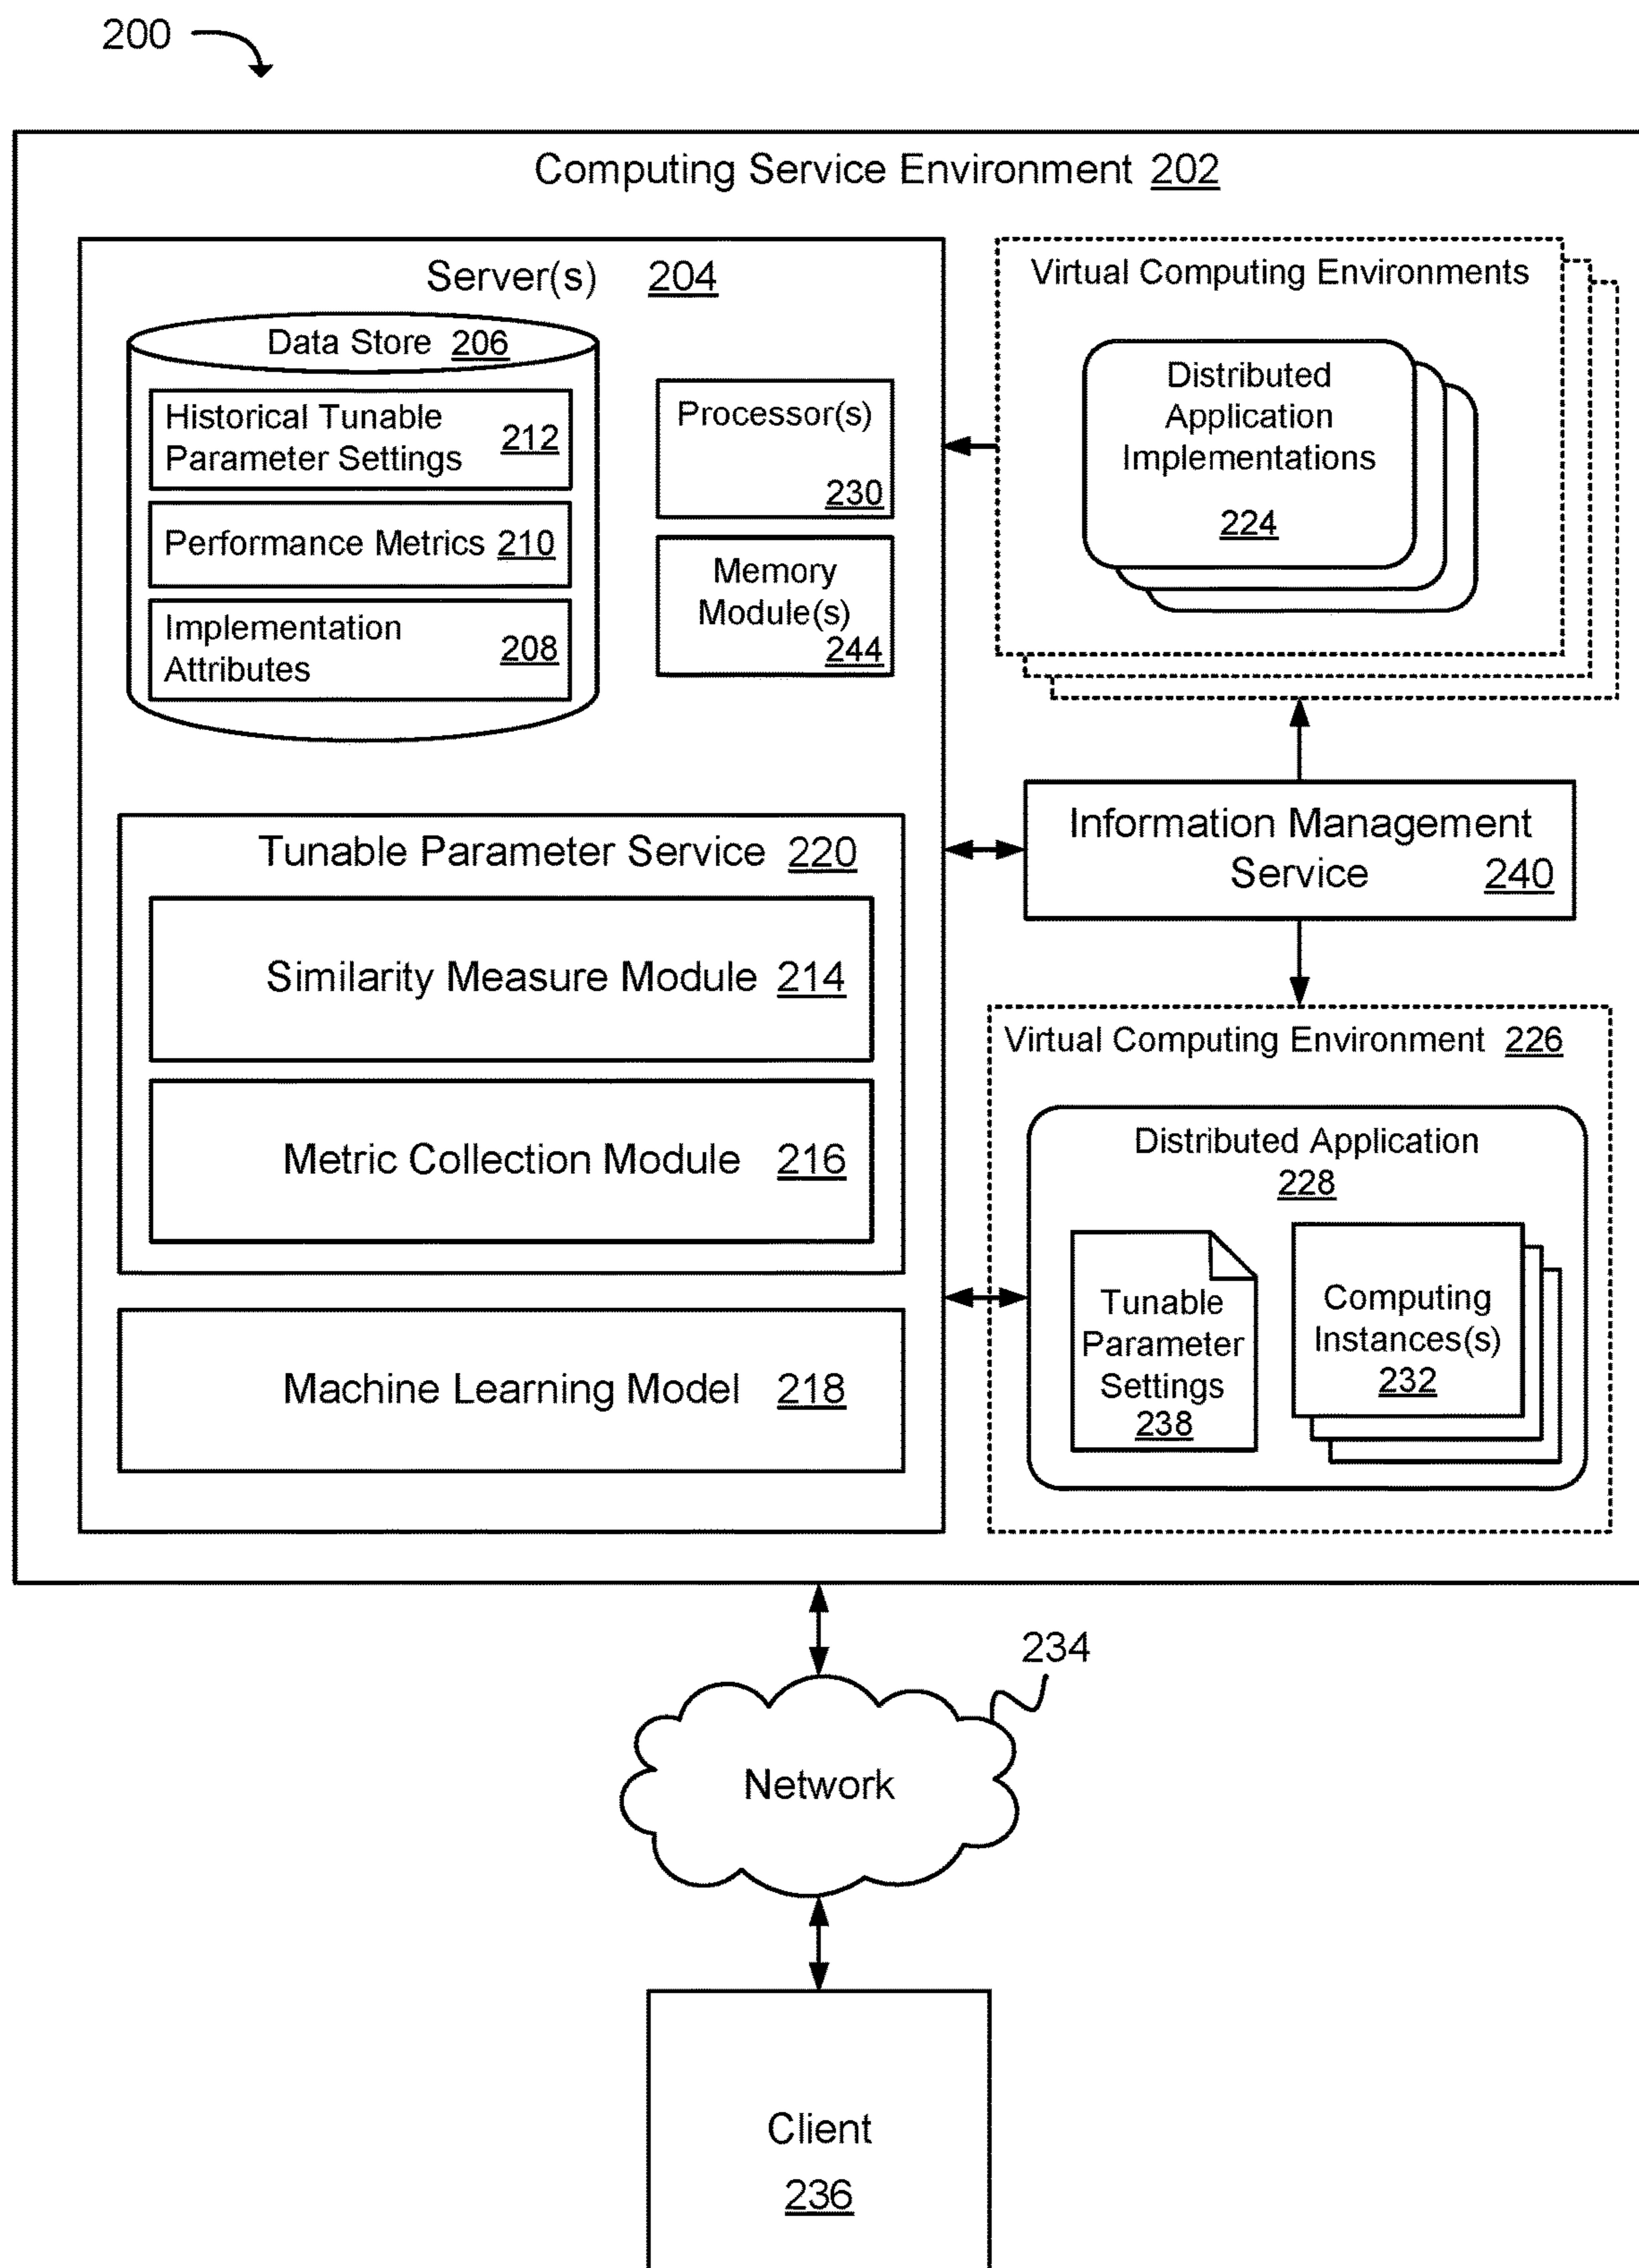 200
Computing Service Environment 202
Server(s) 204
Data Store 206
Historical Tunable
Parameter Settings 212
Performance Metrics 210
Implementation
Attributes 208
Processor(s)
230
Memory
Module(s)
244
Tunable Parameter Service 220
Similarity Measure Module 214
Metric Collection Module 216
Machine Learning Model 218
Virtual Computing Environments
Distributed
Application
Implementations
224
Information Management
Service 240
Virtual Computing Environment 226
Distributed Application
228
Tunable
Parameter
Settings
238
Computing
Instances(s)
232
234
Network
Client
236